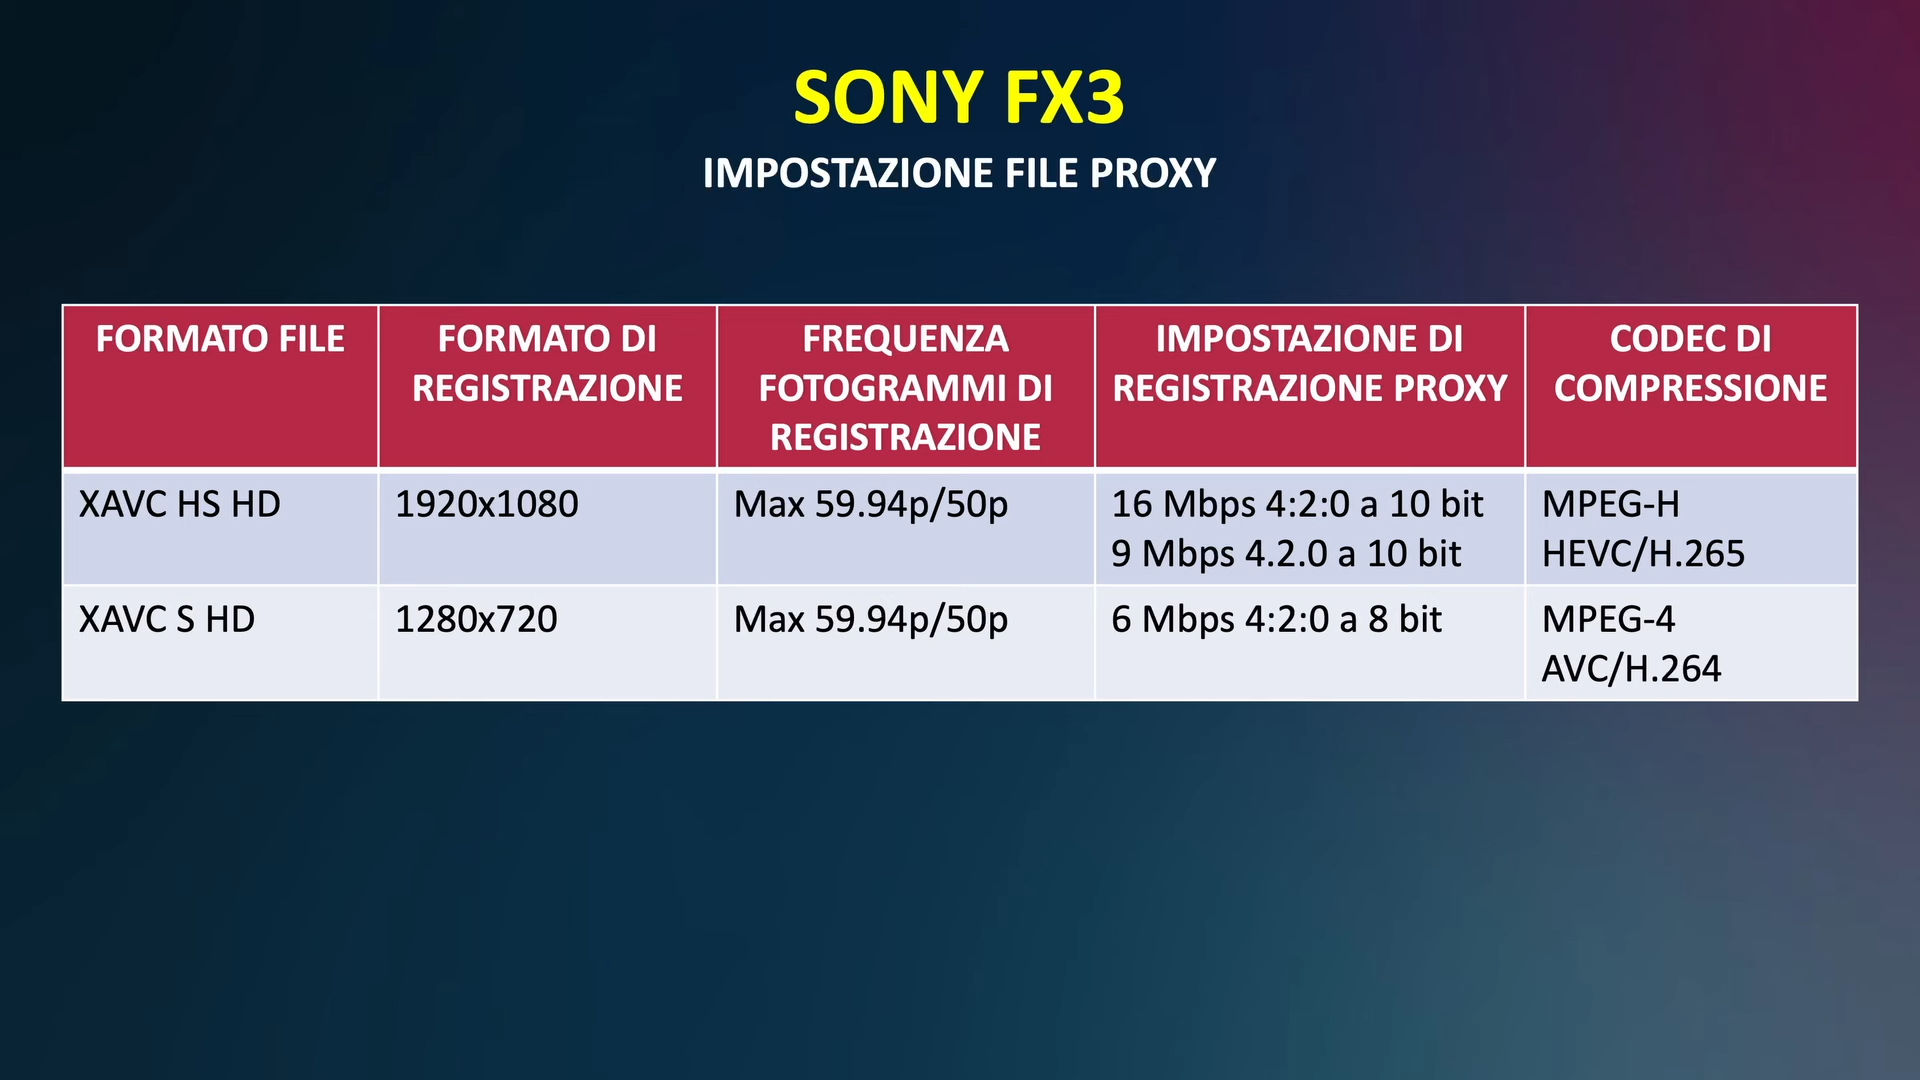 SONY FX3
IMPOSTAZIONE FILE PROXY
FORMATO FILE
FORMATO DI
REGISTRAZIONE
FREQUENZA
FOTOGRAMMI DI
REGISTRAZIONE
IMPOSTAZIONE DI
REGISTRAZIONE PROXY
CODEC DI
COMPRESSIONE
XAVC HS HD
1920x1080
Max 59.94p/50p
16 Mbps 4:2:0 a 10 bit
9 Mbps 4.2.0 a 10 bit
MPEG-H
HEVC/H.265
XAVC S HD
1280x720
Max 59.94p/50p
6 Mbps 4:2:0 a 8 bit
MPEG-4
AVC/H.264